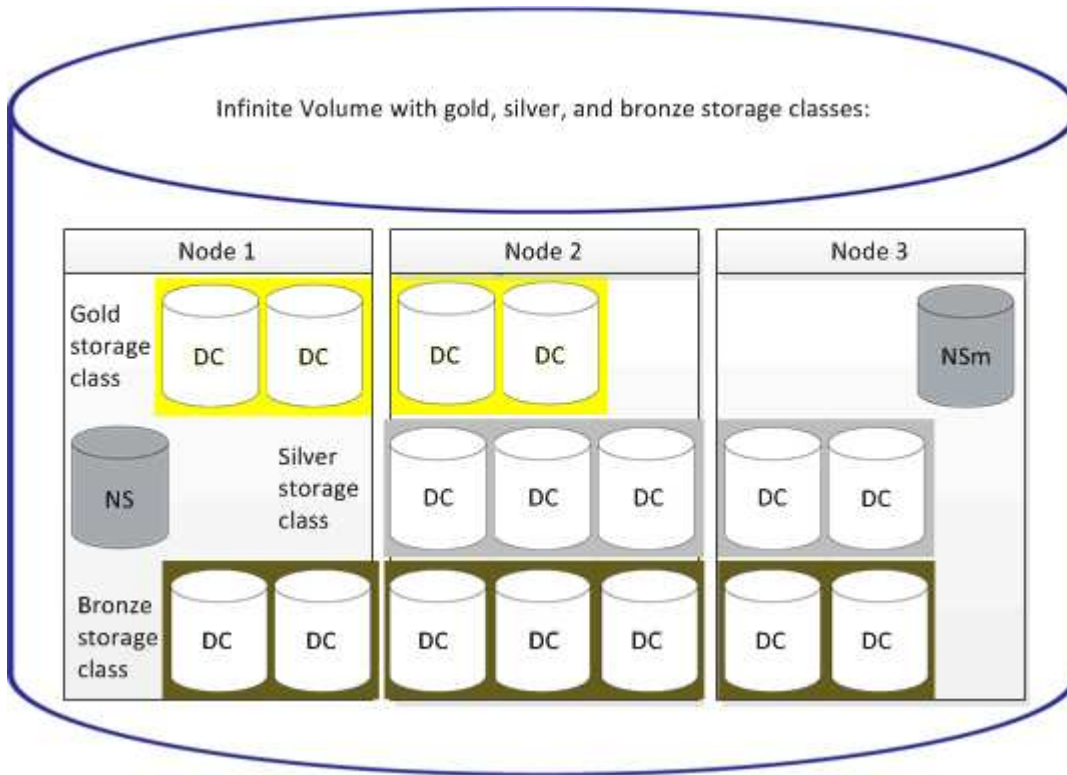 Infinite Volume with gold, silver, and bronze storage classes:
Node 1
Node 2
Node 3
Gold
storage
class
DC
DC
DC
DC
NSm
NS
Silver
storage
class
DC
DC
DC
DC
DC
Bronze
storage
class
DC
DC
DC
DC
DC
DC
DC